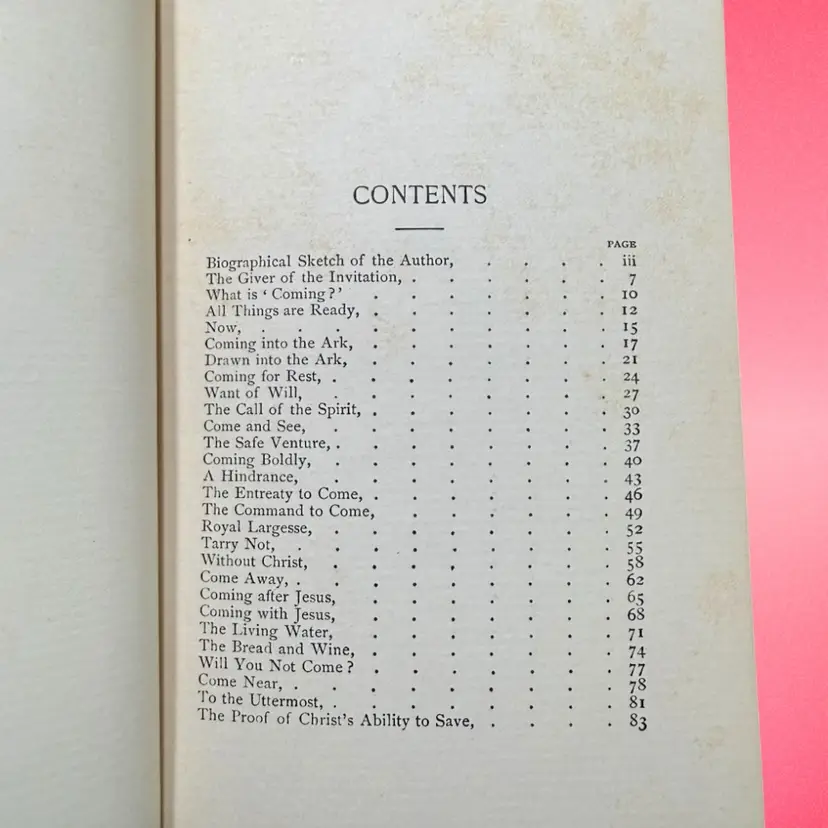 CONTENTS
PAGE
Biographical Sketch of the Author, . . . . iii
The Giver of the Invitation, . . . . . . 7
What is ‘ Coming ?’ . . . . . . . 10
All Things are Ready, . . . . . . . 12
Now, . . . . . . . . . . 15
Coming into the Ark, . . . . . . . 17
Drawn into the Ark, . . . . . . . 21
Coming for Rest, . . . . . . . . 24
Want of Will, . . . . . . . . 27
The Call of the Spirit, . . . . . . . 30
Come and See, . . . . . . . . 33
The Safe Venture, . . . . . . . . 37
Coming Boldly, . . . . . . . . 40
A Hindrance, . . . . . . . . 43
The Entreaty to Come, . . . . . . . 46
The Command to Come, . . . . . . . 49
Royal Largesse, . . . . . . . . 52
Tarry Not, . . . . . . . . . 55
Without Christ, . . . . . . . . 58
Come Away, . . . . . . . . . 62
Coming after Jesus, . . . . . . . 65
Coming with Jesus, . . . . . . . 68
The Living Water, . . . . . . . 71
The Bread and Wine, . . . . . . . 74
Will You Not Come ? . . . . . . . 77
Come Near, . . . . . . . . . 78
To the Uttermost, . . . . . . . . 81
The Proof of Christ's Ability to Save, . . . . 83